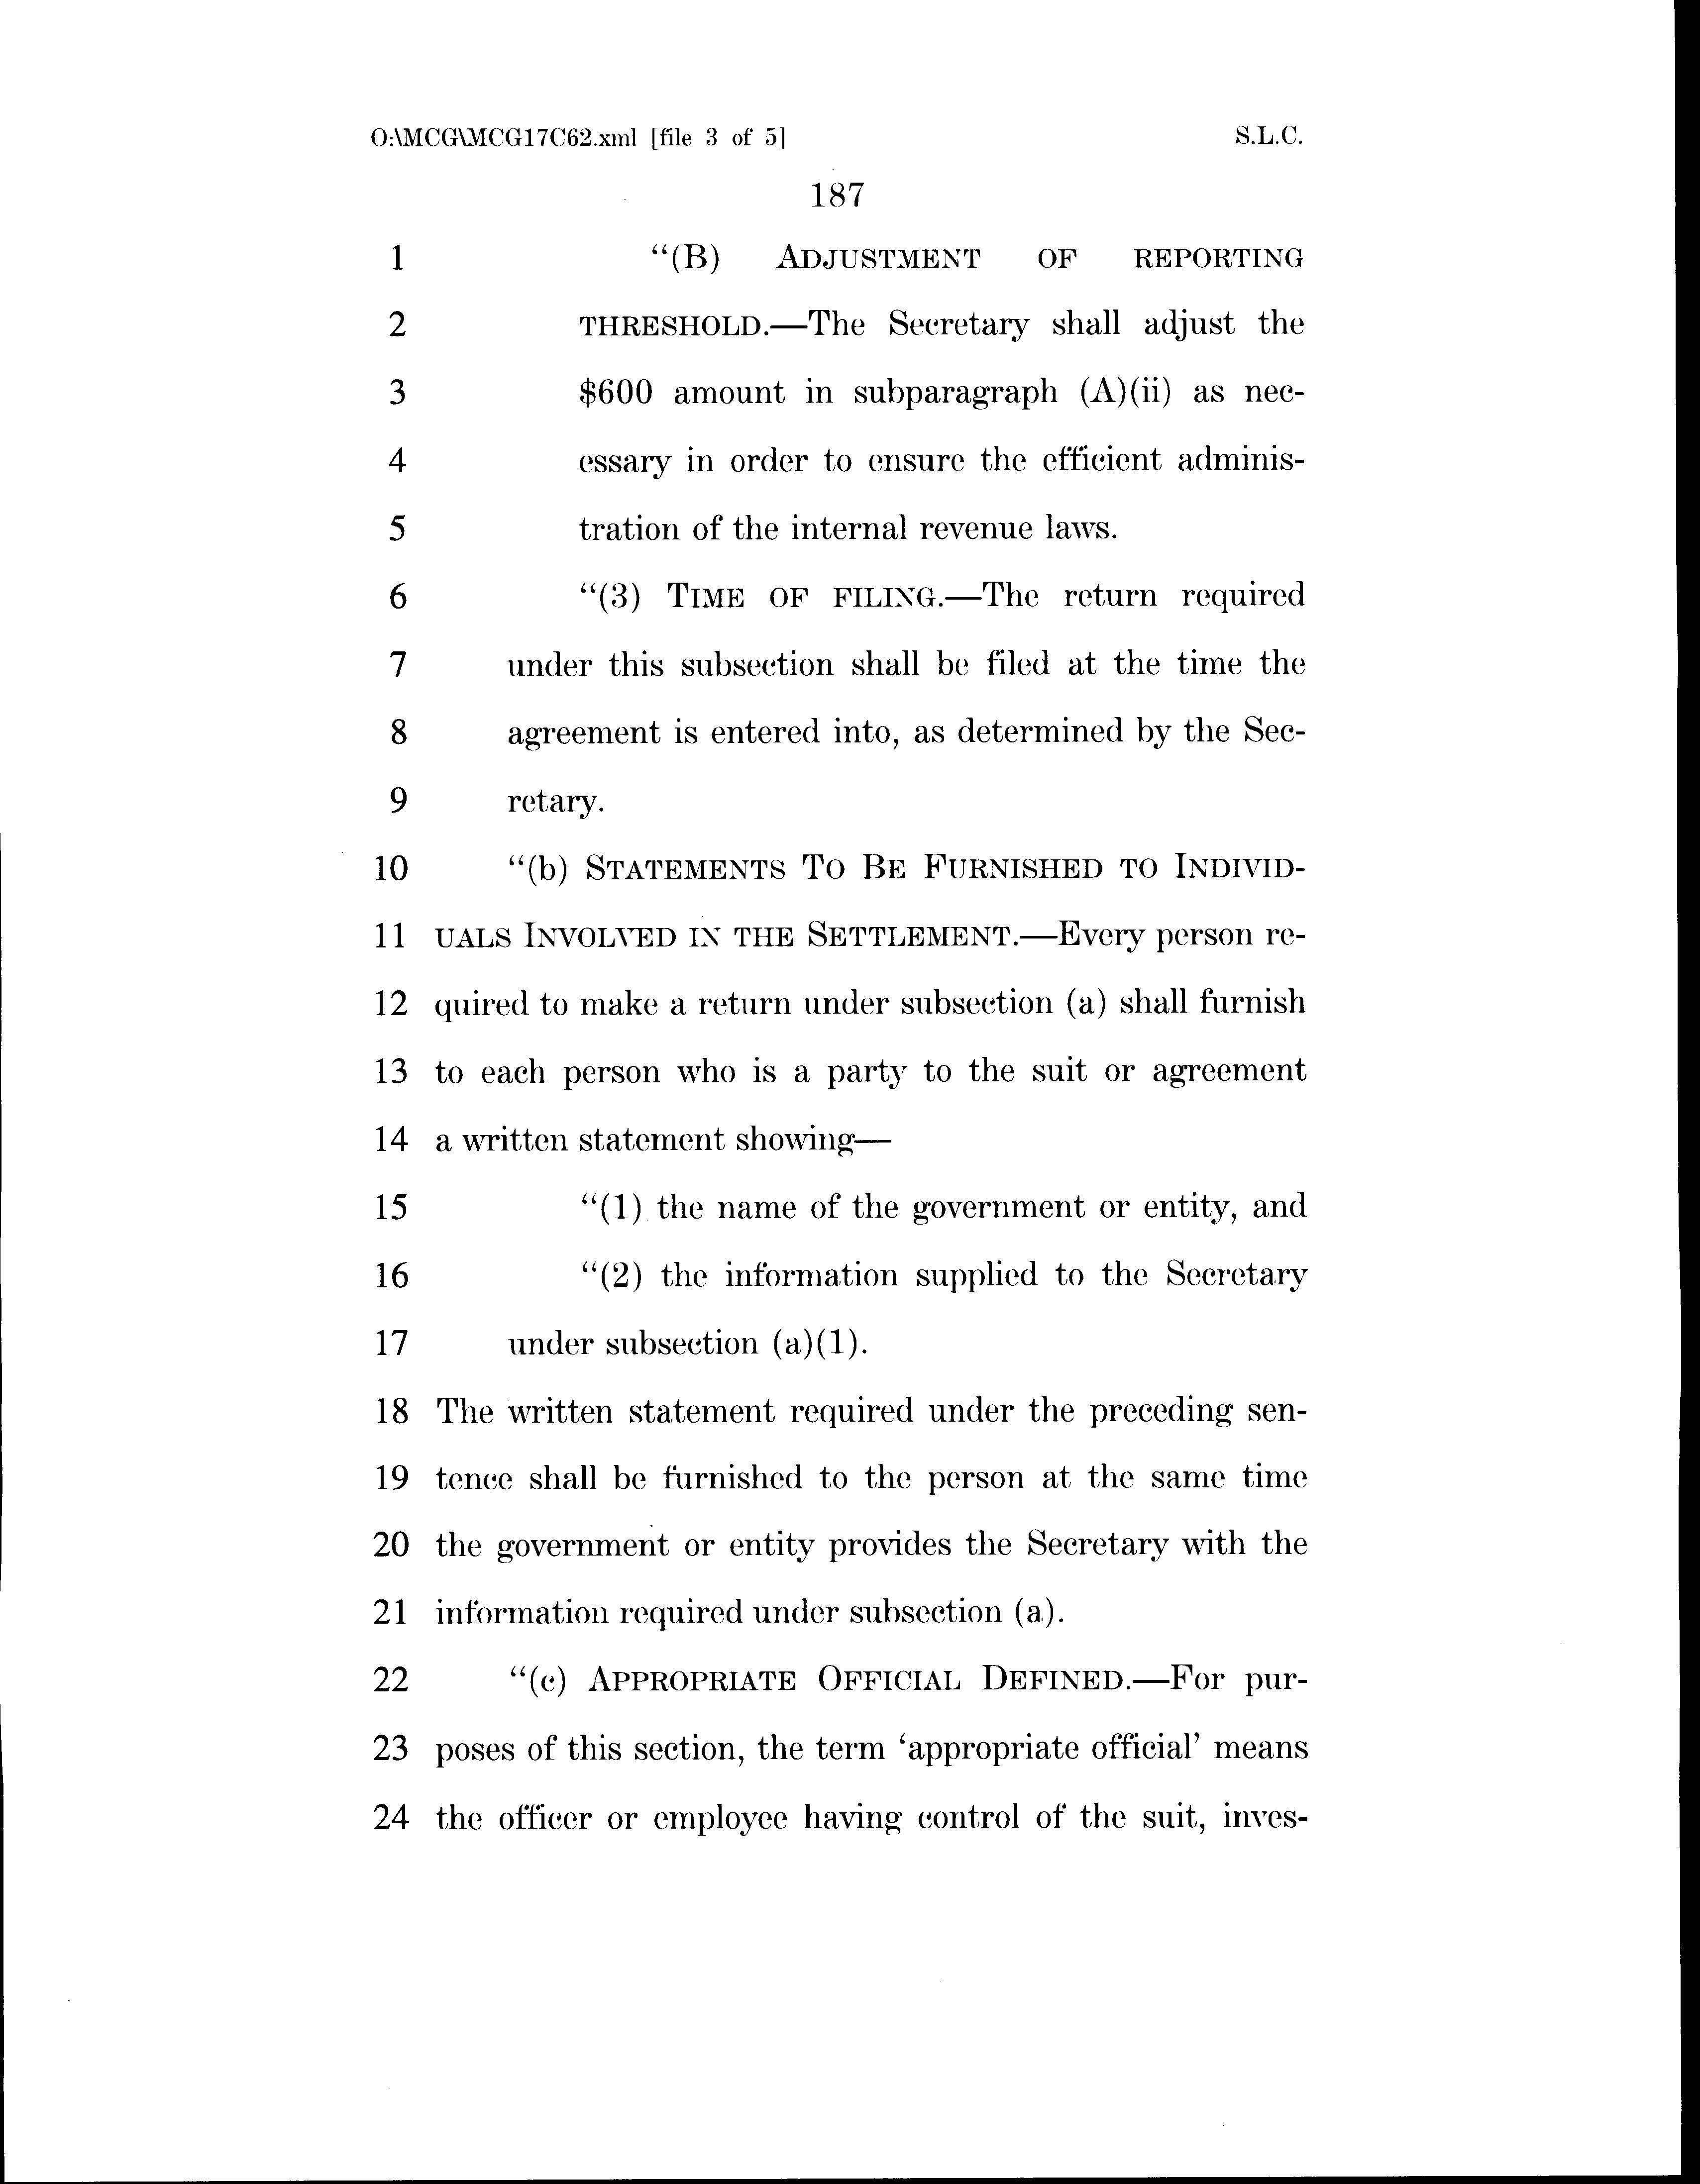 O:\MCG\MCG17C62.xml [file 3 of 5] S.L.C.
187
1 “(B) ADJUSTMENT OF REPORTING
2 THRESHOLD.—The Secretary shall adjust the
3 $600 amount in subparagraph (A)(ii) as nec-
4 essary in order to ensure the efficient adminis-
5 tration of the internal revenue laws.
6 “(3) TIME OF FILING.—The return required
7 under this subsection shall be filed at the time the
8 agreement is entered into, as determined by the Sec-
9 retary.
10 “(b) STATEMENTS TO BE FURNISHED TO INDIVID-
11 UALS INVOLVED IN THE SETTLEMENT.—Every person re-
12 quired to make a return under subsection (a) shall furnish
13 to each person who is a party to the suit or agreement
14 a written statement showing—
15 “(1) the name of the government or entity, and
16 “(2) the information supplied to the Secretary
17 under subsection (a)(1).
18 The written statement required under the preceding sen-
19 tence shall be furnished to the person at the same time
20 the government or entity provides the Secretary with the
21 information required under subsection (a).
22 “(c) APPROPRIATE OFFICIAL DEFINED.—For pur-
23 poses of this section, the term ‘appropriate official’ means
24 the officer or employee having control of the suit, inves-